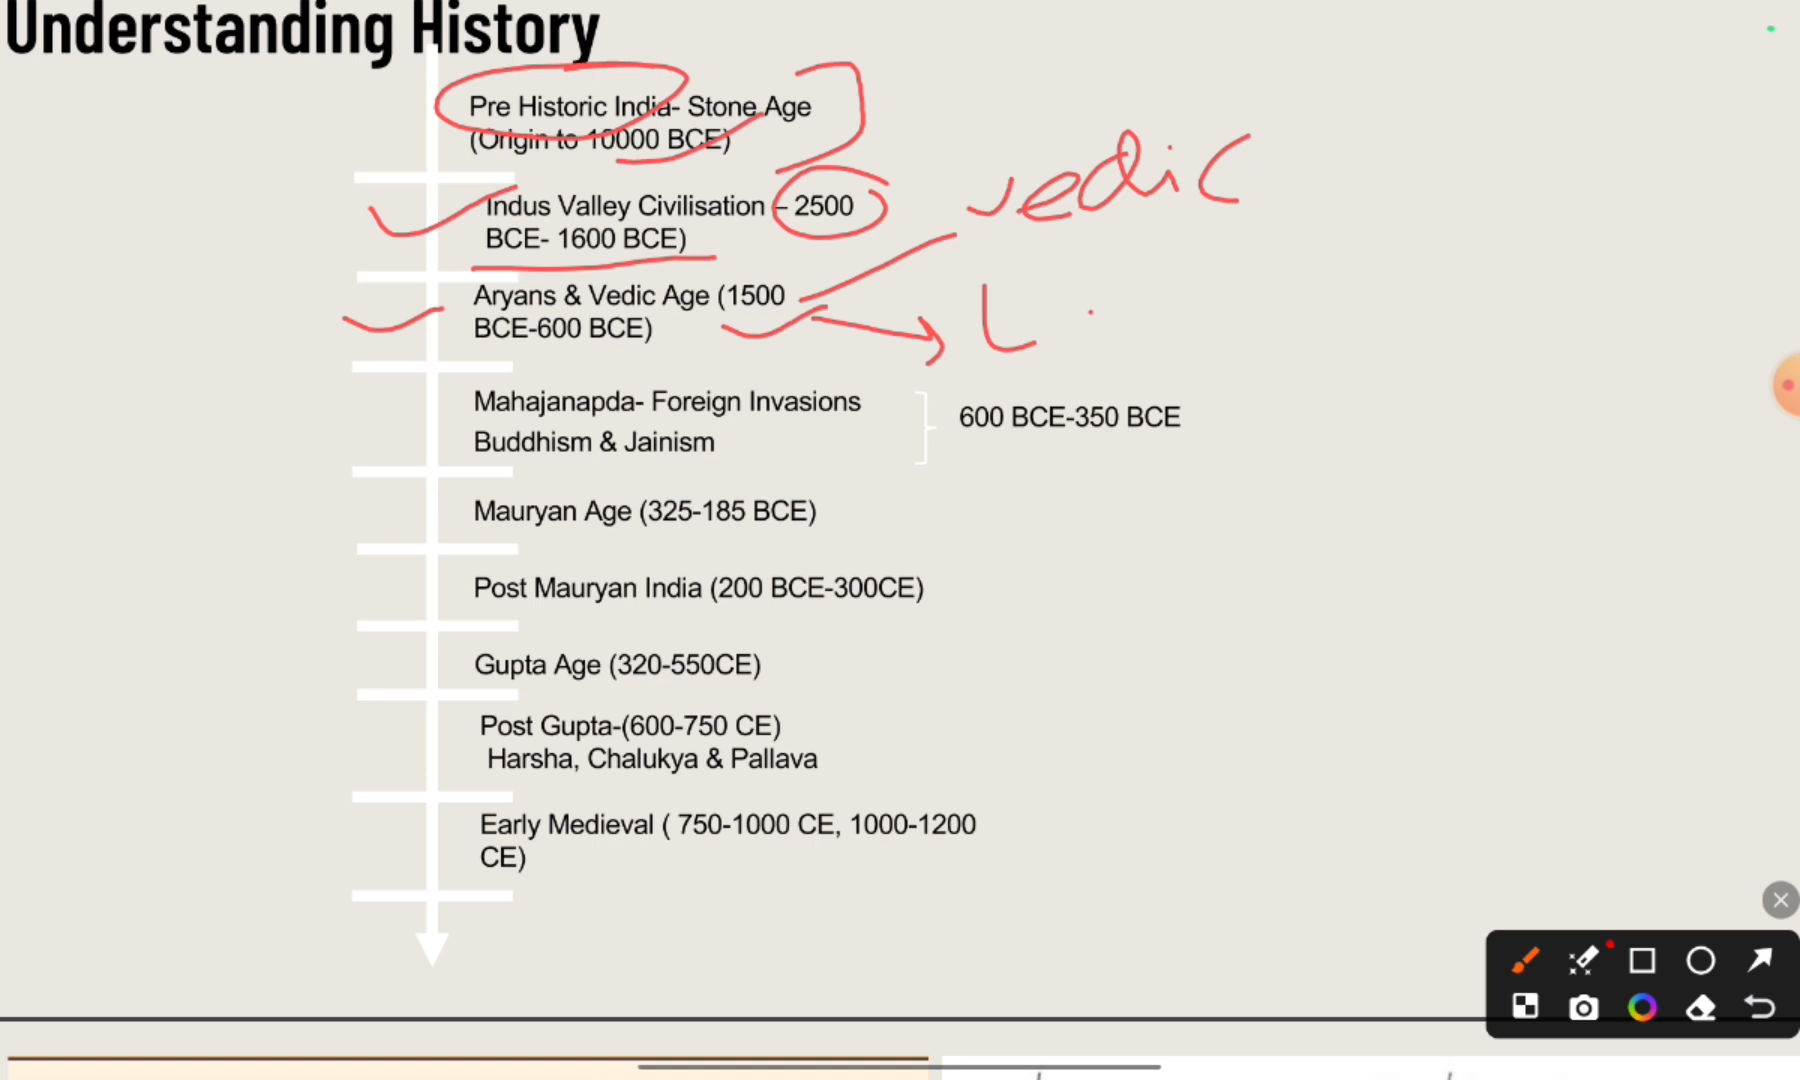 Understanding History
Pre Historic India- Stone Age
(Origin to 10000 BCE)
Indus Valley Civilisation – 2500
BCE- 1600 BCE)
vedic
Aryans & Vedic Age (1500
BCE-600 BCE)
L
Mahajanapda- Foreign Invasions
Buddhism & Jainism
600 BCE-350 BCE
Mauryan Age (325-185 BCE)
Post Mauryan India (200 BCE-300CE)
Gupta Age (320-550CE)
Post Gupta-(600-750 CE)
Harsha, Chalukya & Pallava
Early Medieval ( 750-1000 CE, 1000-1200
CE)